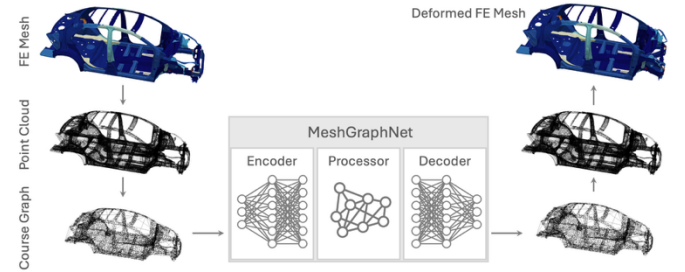 FE Mesh
Point Cloud
Course Graph
MeshGraphNet
Encoder
Processor
Decoder
Deformed FE Mesh